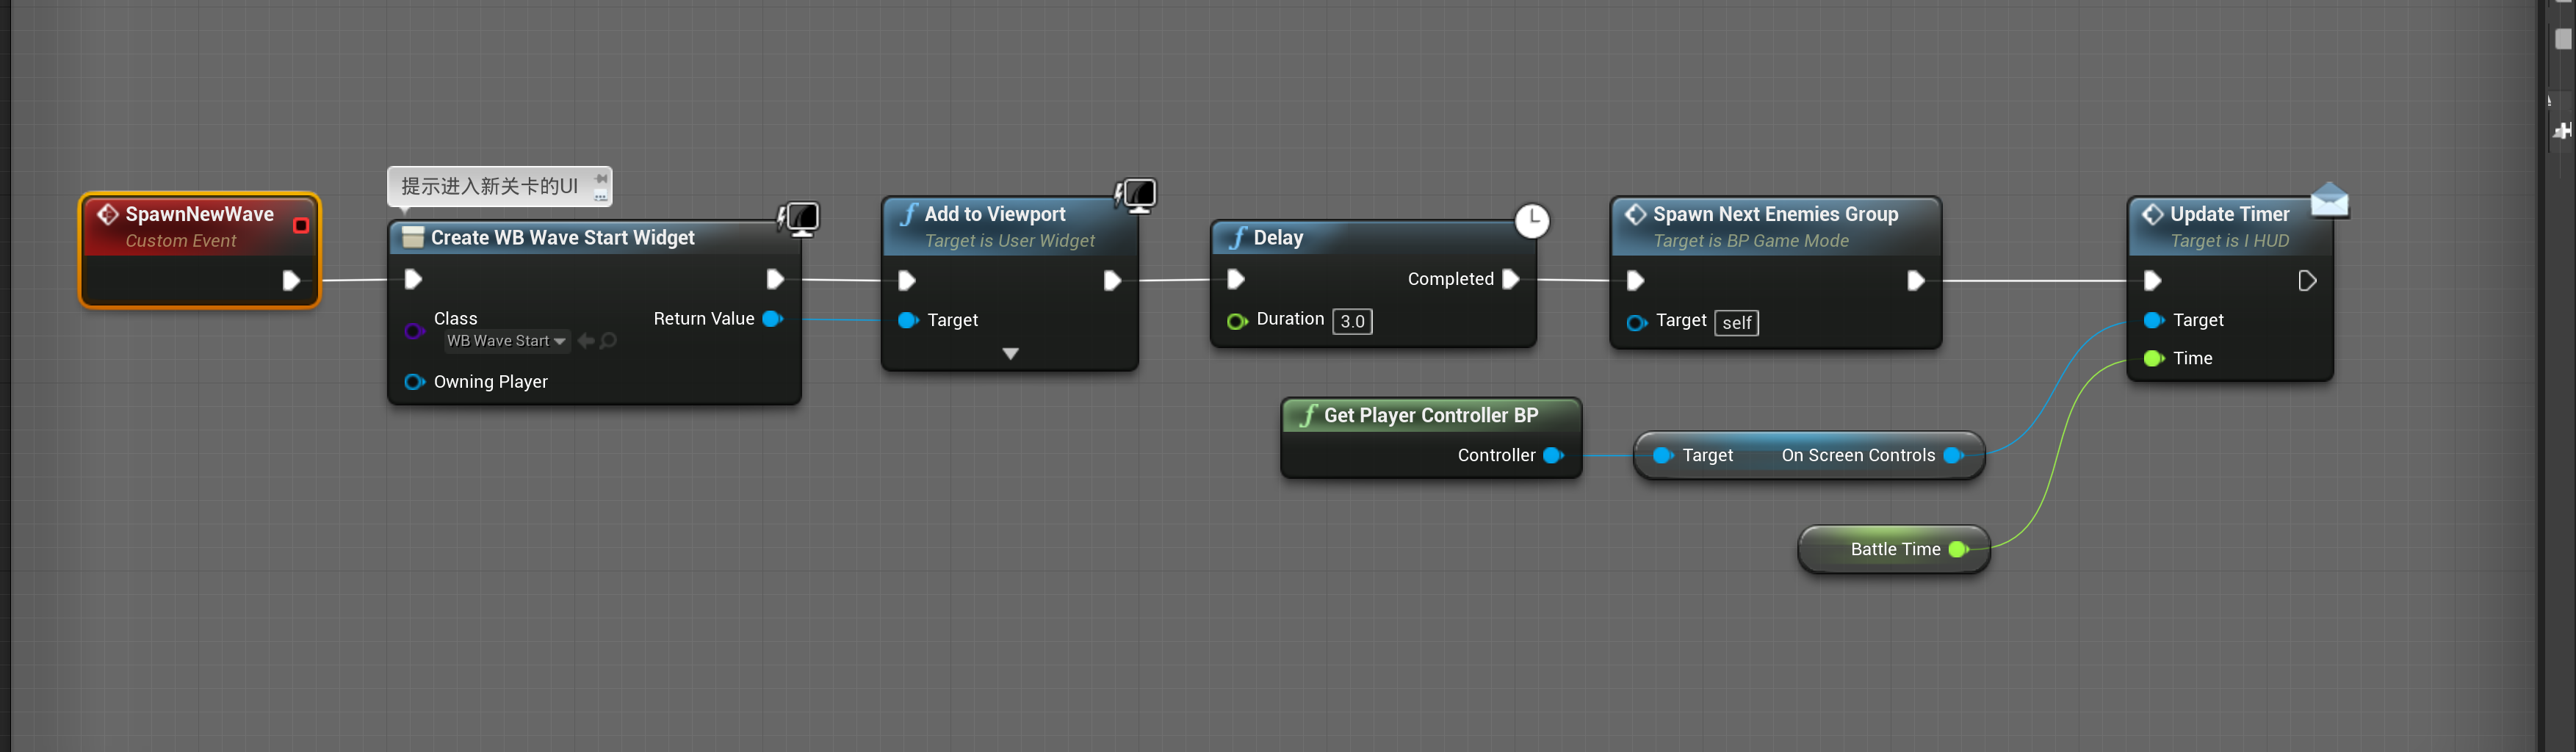 提示进入新关卡的UI
SpawnNewWave
Custom Event
Create WB Wave Start Widget
Class
WB Wave Start
Return Value
Owning Player
Add to Viewport
Target is User Widget
Target
Delay
Completed
Duration 3.0
Spawn Next Enemies Group
Target is BP Game Mode
Target self
Update Timer
Target is I HUD
Target
Time
Get Player Controller BP
Controller
Target On Screen Controls
Battle Time